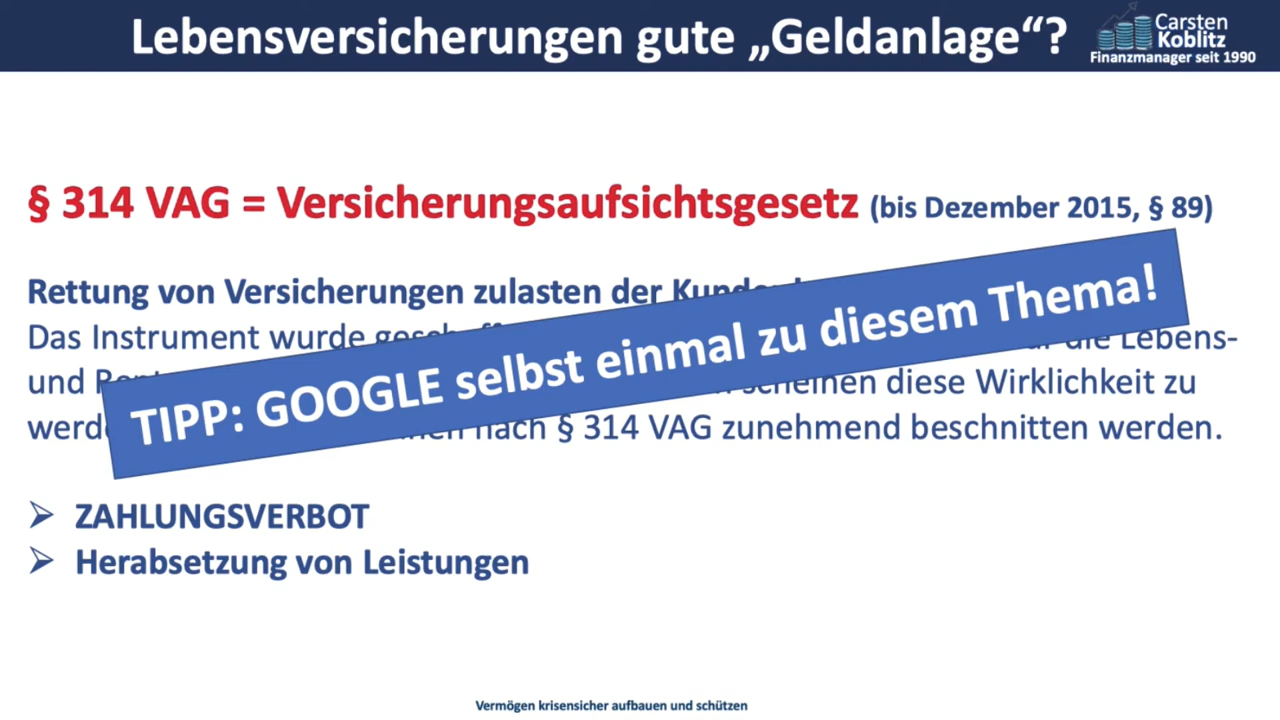 Lebensversicherungen gute „Geldanlage“?
Carsten
Koblitz
Finanzmanager seit 1990
§ 314 VAG = Versicherungsaufsichtsgesetz (bis Dezember 2015, § 89)
Rettung von Versicherungen zulasten der
Das Instrument wurde die Lebens-
und scheinen diese Wirklichkeit zu
nach § 314 VAG zunehmend beschnitten werden.
TIPP: GOOGLE selbst einmal zu diesem Thema!
➢ ZAHLUNGSVERBOT
➢ Herabsetzung von Leistungen
Vermögen krisensicher aufbauen und schützen